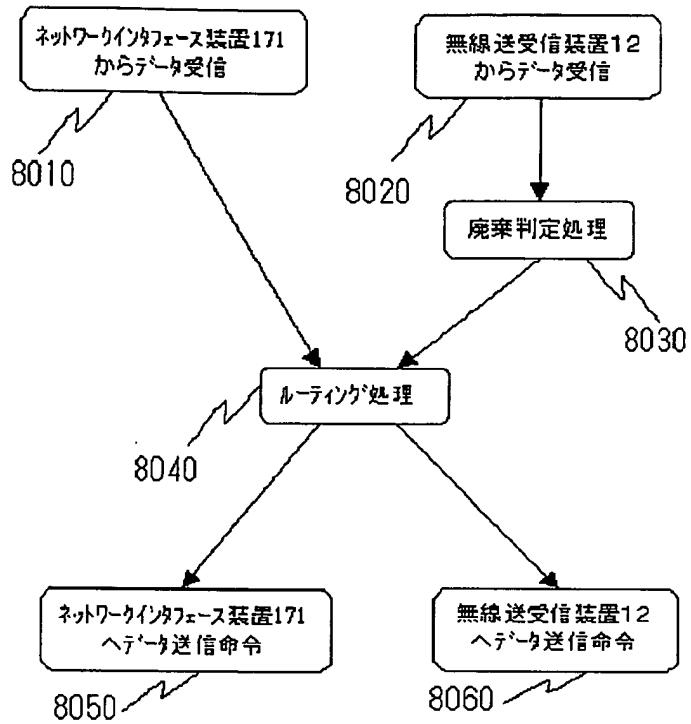 ネットワークインタフェース装置171
からデータ受信
無線送受信装置12
からデータ受信
8010
8020
廃棄判定処理
8030
ルーティング処理
8040
ネットワークインタフェース装置171
へデータ送信命令
無線送受信装置12
へデータ送信命令
8050
8060